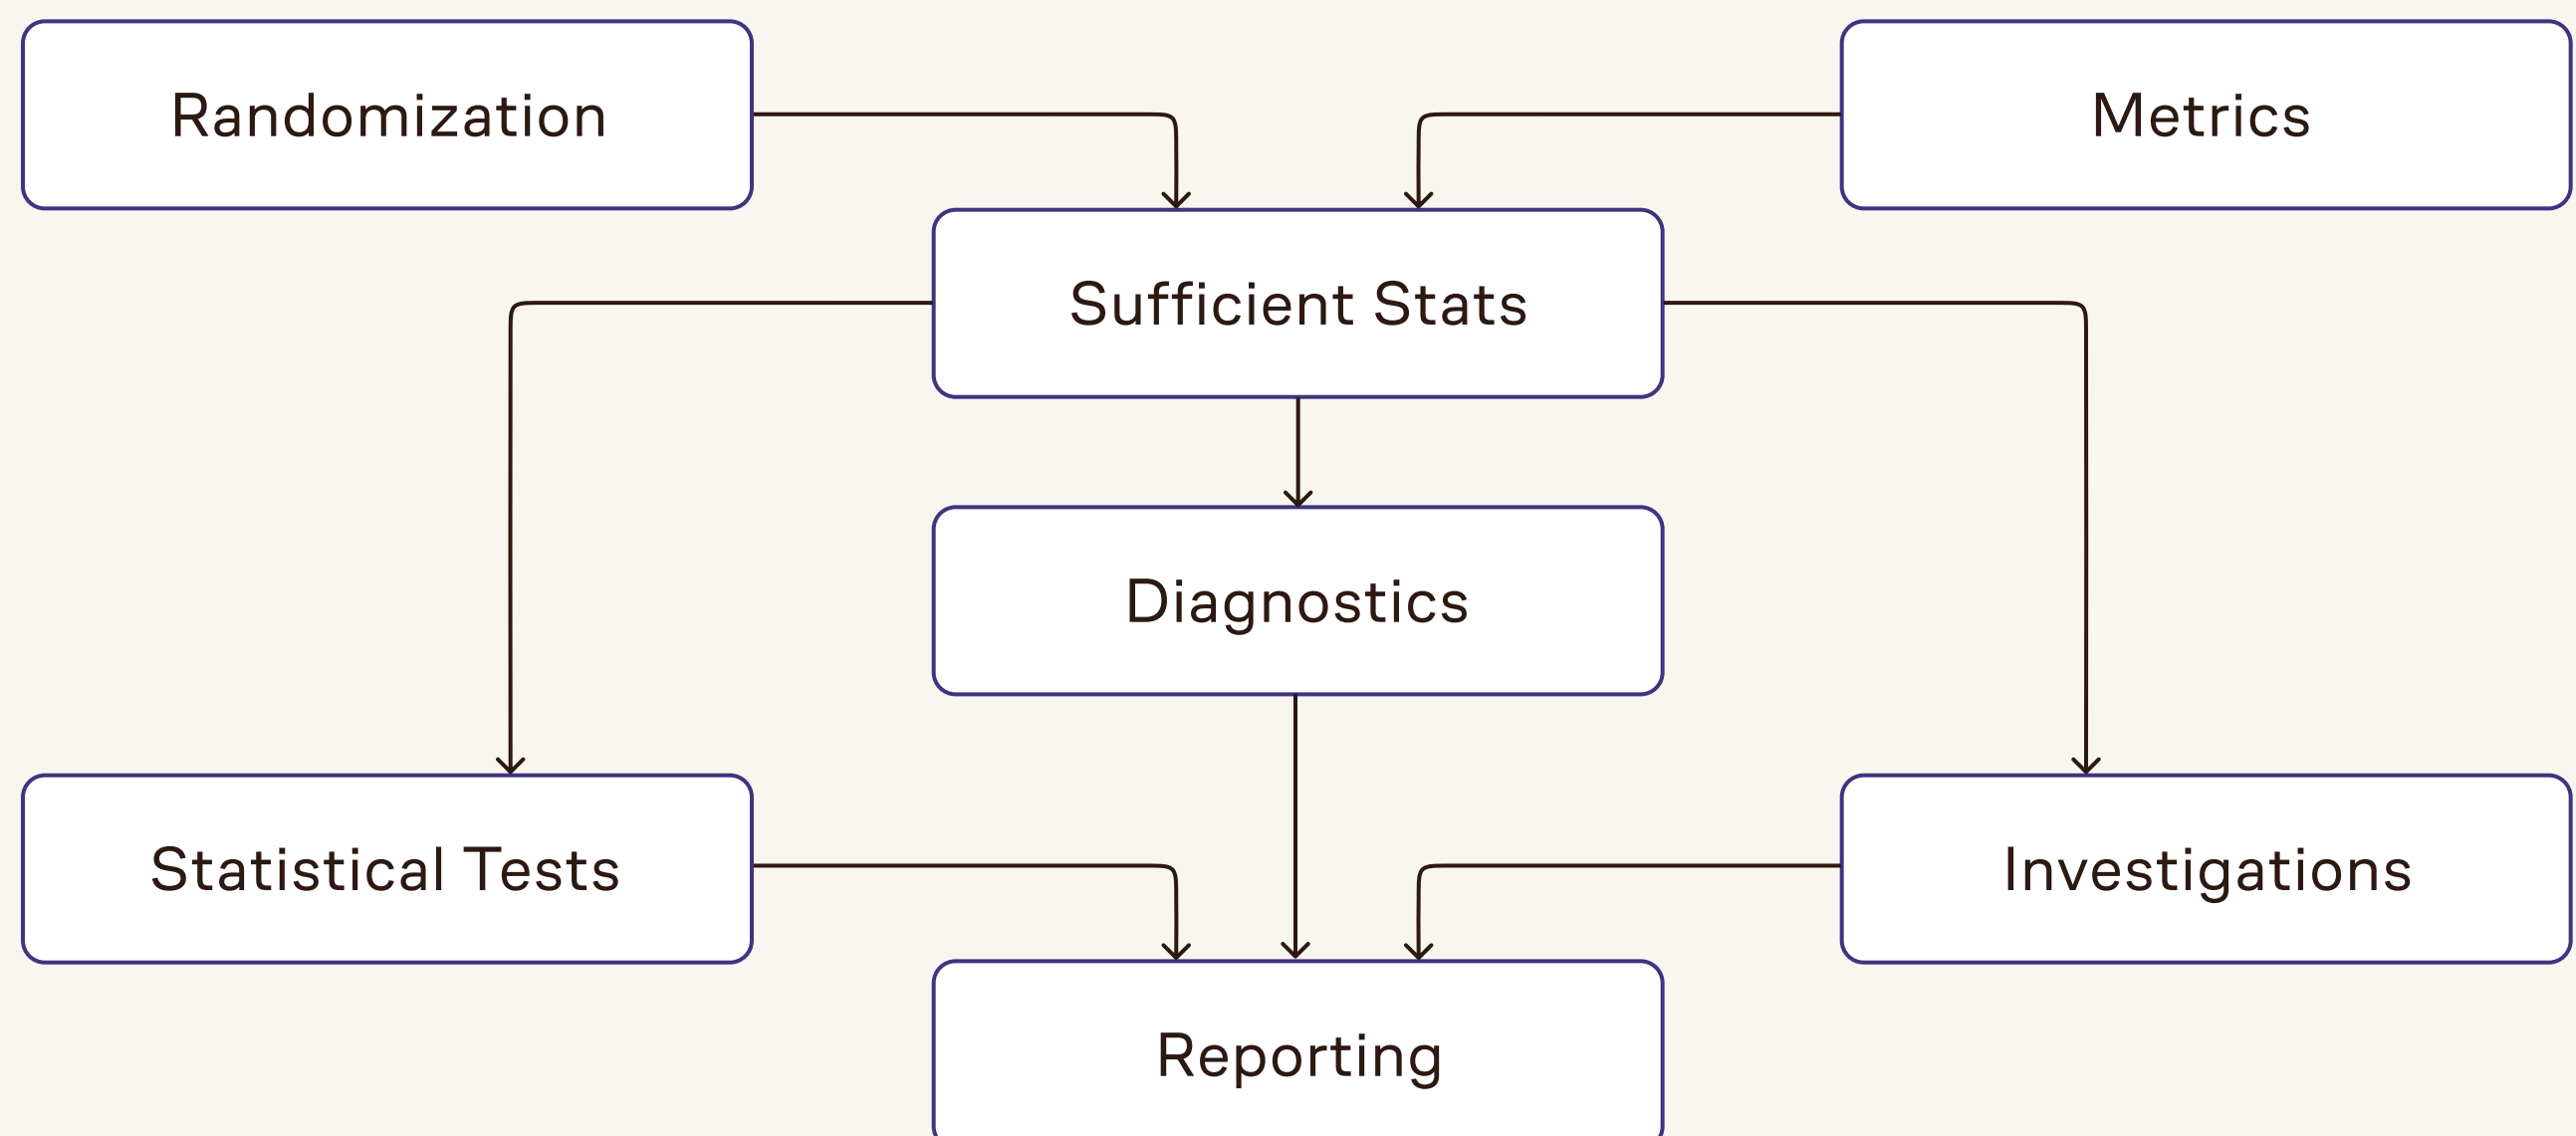 Randomization
Metrics
Sufficient Stats
Diagnostics
Statistical Tests
Investigations
Reporting